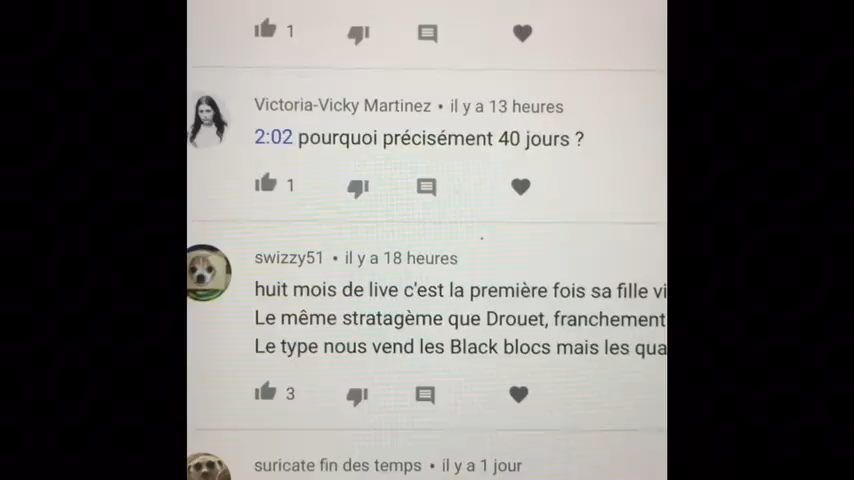 1
Victoria-Vicky Martinez • il y a 13 heures
2:02 pourquoi précisément 40 jours ?
1
swizzy51 • il y a 18 heures
huit mois de live c'est la première fois sa fille vi
Le même stratagème que Drouet, franchement
Le type nous vend les Black blocs mais les qua
3
suricate fin des temps • il y a 1 jour